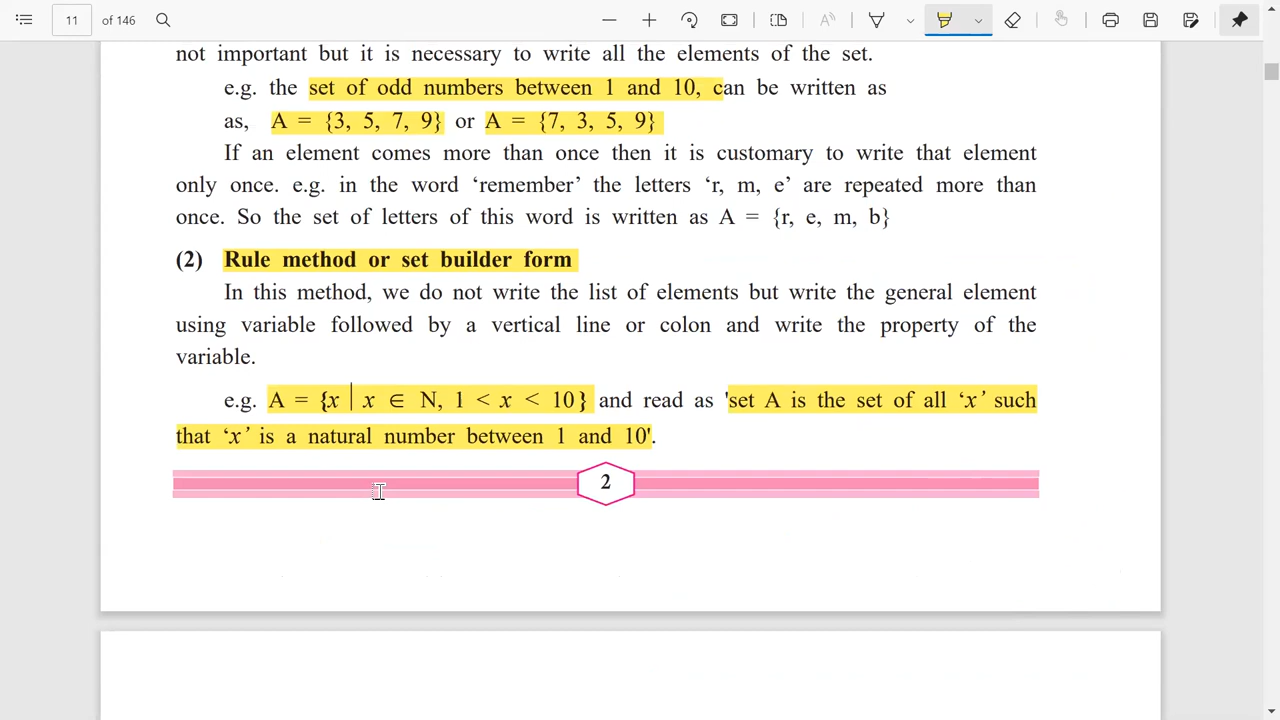 11 of 146
not important but it is necessary to write all the elements of the set.
e.g. the set of odd numbers between 1 and 10, can be written as
as, A = {3, 5, 7, 9} or A = {7, 3, 5, 9}
If an element comes more than once then it is customary to write that element
only once. e.g. in the word ‘remember’ the letters ‘r, m, e’ are repeated more than
once. So the set of letters of this word is written as A = {r, e, m, b}
(2) Rule method or set builder form
In this method, we do not write the list of elements but write the general element
using variable followed by a vertical line or colon and write the property of the
variable.
e.g. A = {x | x ∈ N, 1 < x < 10} and read as 'set A is the set of all ‘x’ such
that ‘x’ is a natural number between 1 and 10'.
2